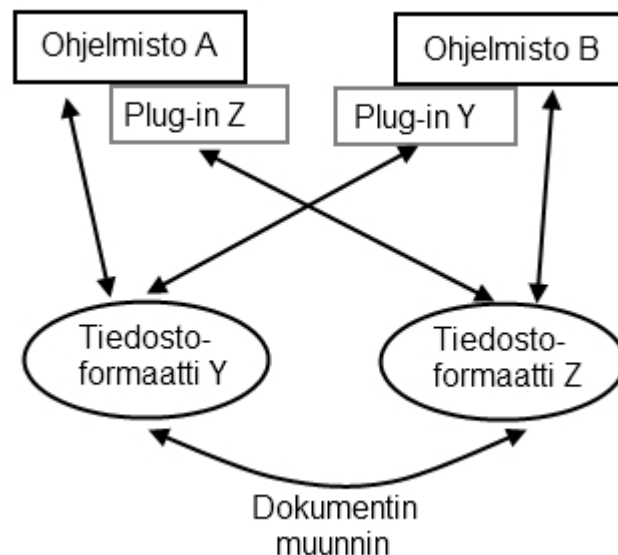 Ohjelmisto A
Ohjelmisto B
Plug-in Z
Plug-in Y
Tiedosto-
formaatti Y
Tiedosto-
formaatti Z
Dokumentin
muunnin